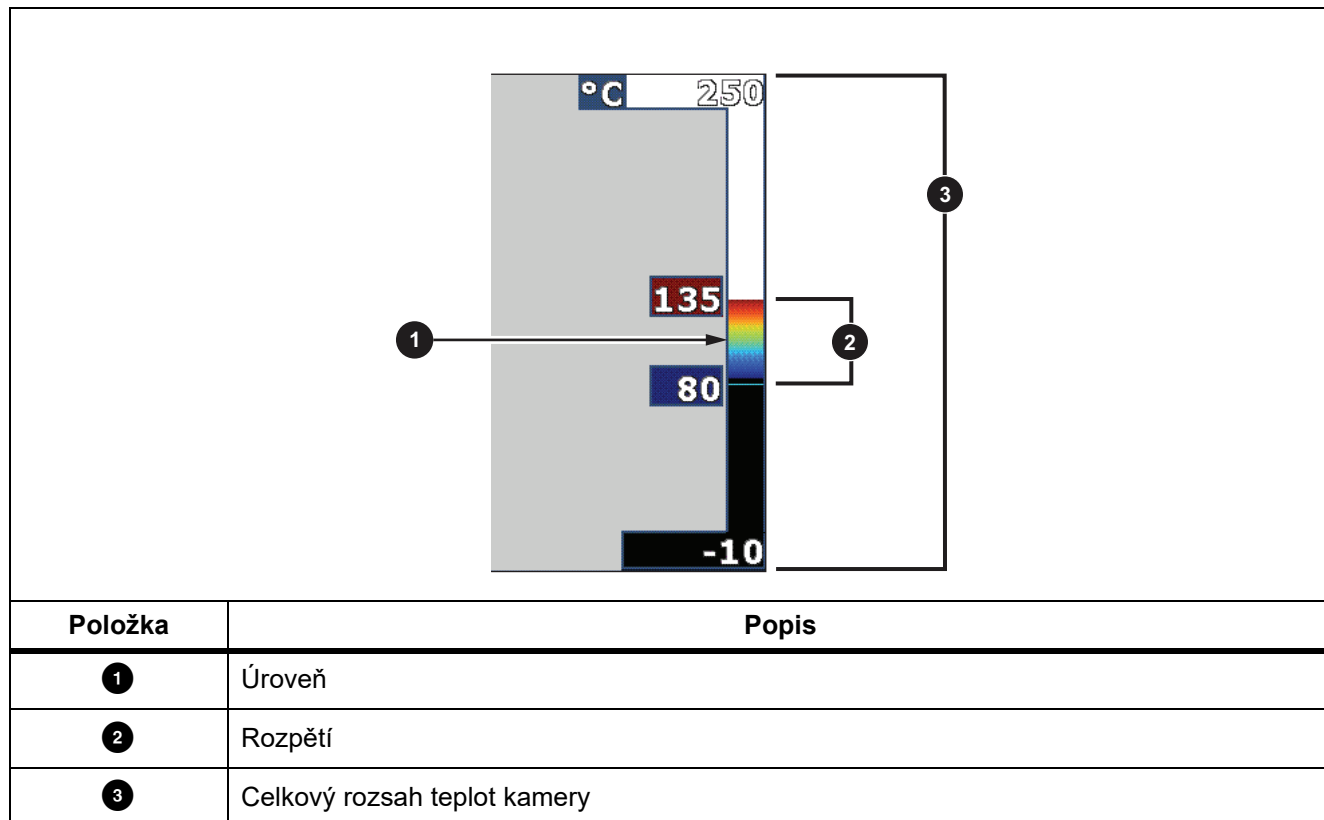 °C 250
3
135
1
2
80
-10
Položka Popis
1 Úroveň
2 Rozpětí
3 Celkový rozsah teplot kamery